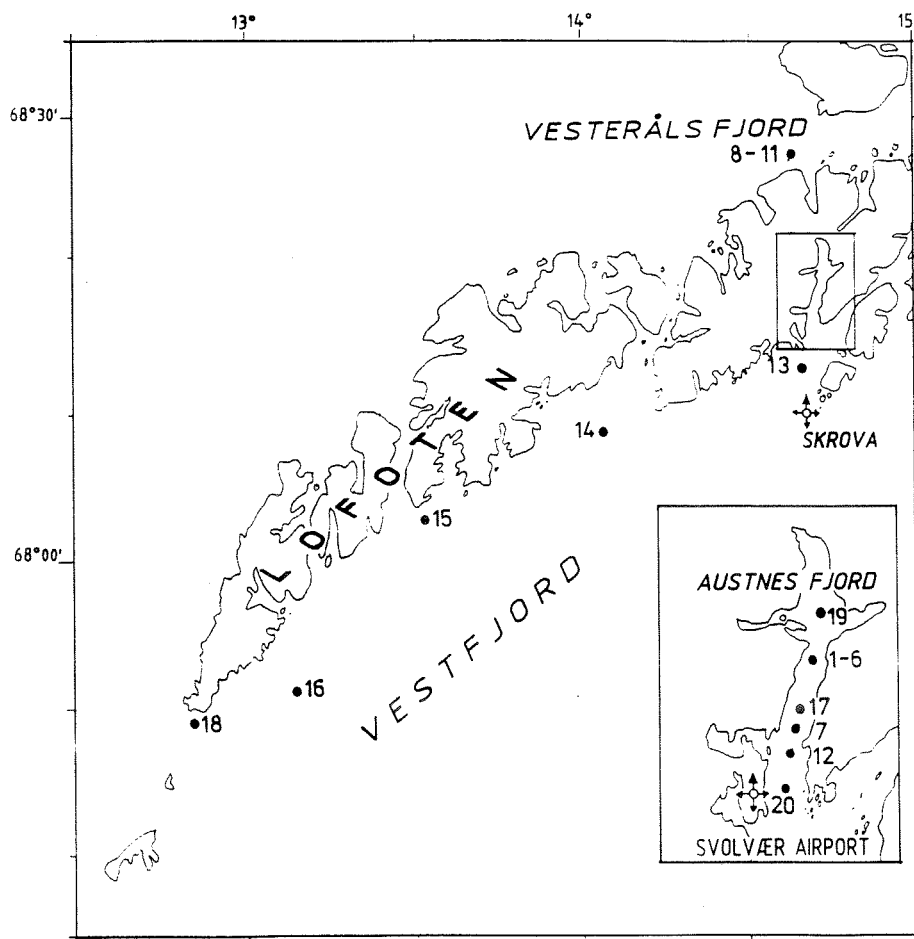 13°
14°
15
68°30'
VESTERÅLS FJORD
8-11
13
SKROVA
14
LOFOTEN
15
68°00'
VESTFJORD
16
18
AUSTNES FJORD
19
1-6
17
7
12
20
SVOLVÆR AIRPORT